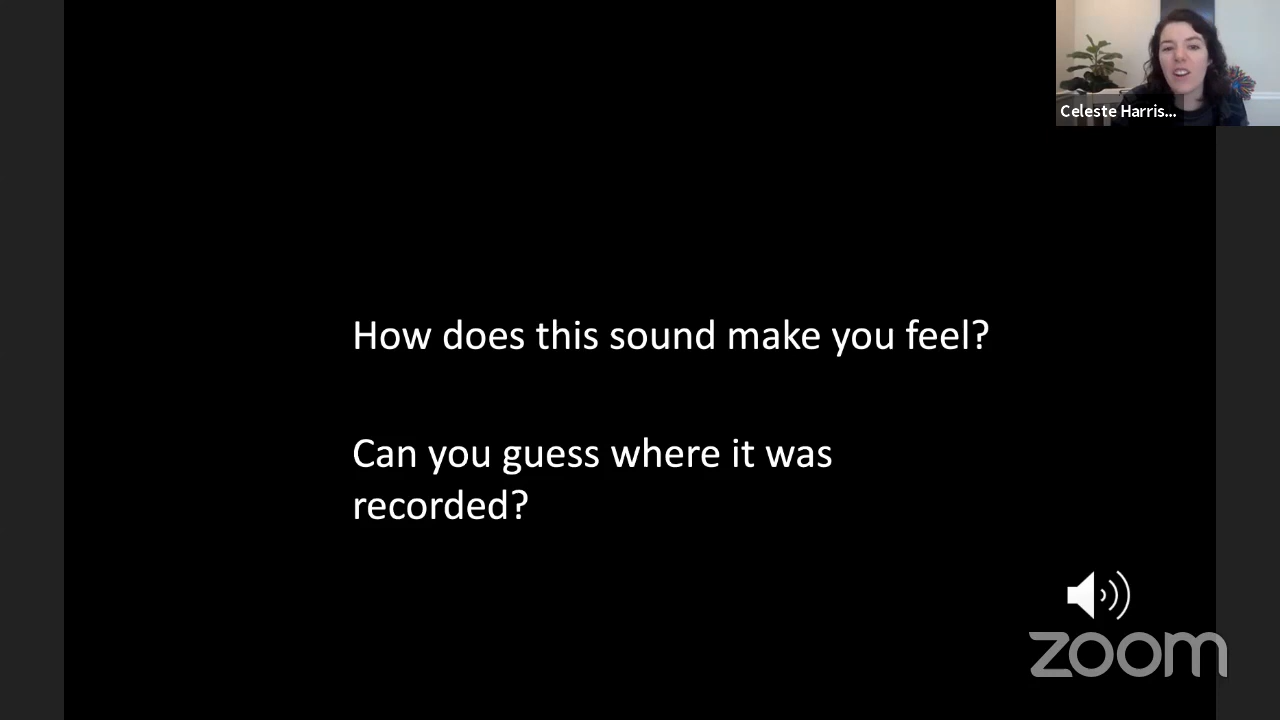 Celeste Harris...
How does this sound make you feel?
Can you guess where it was
recorded?
zoom